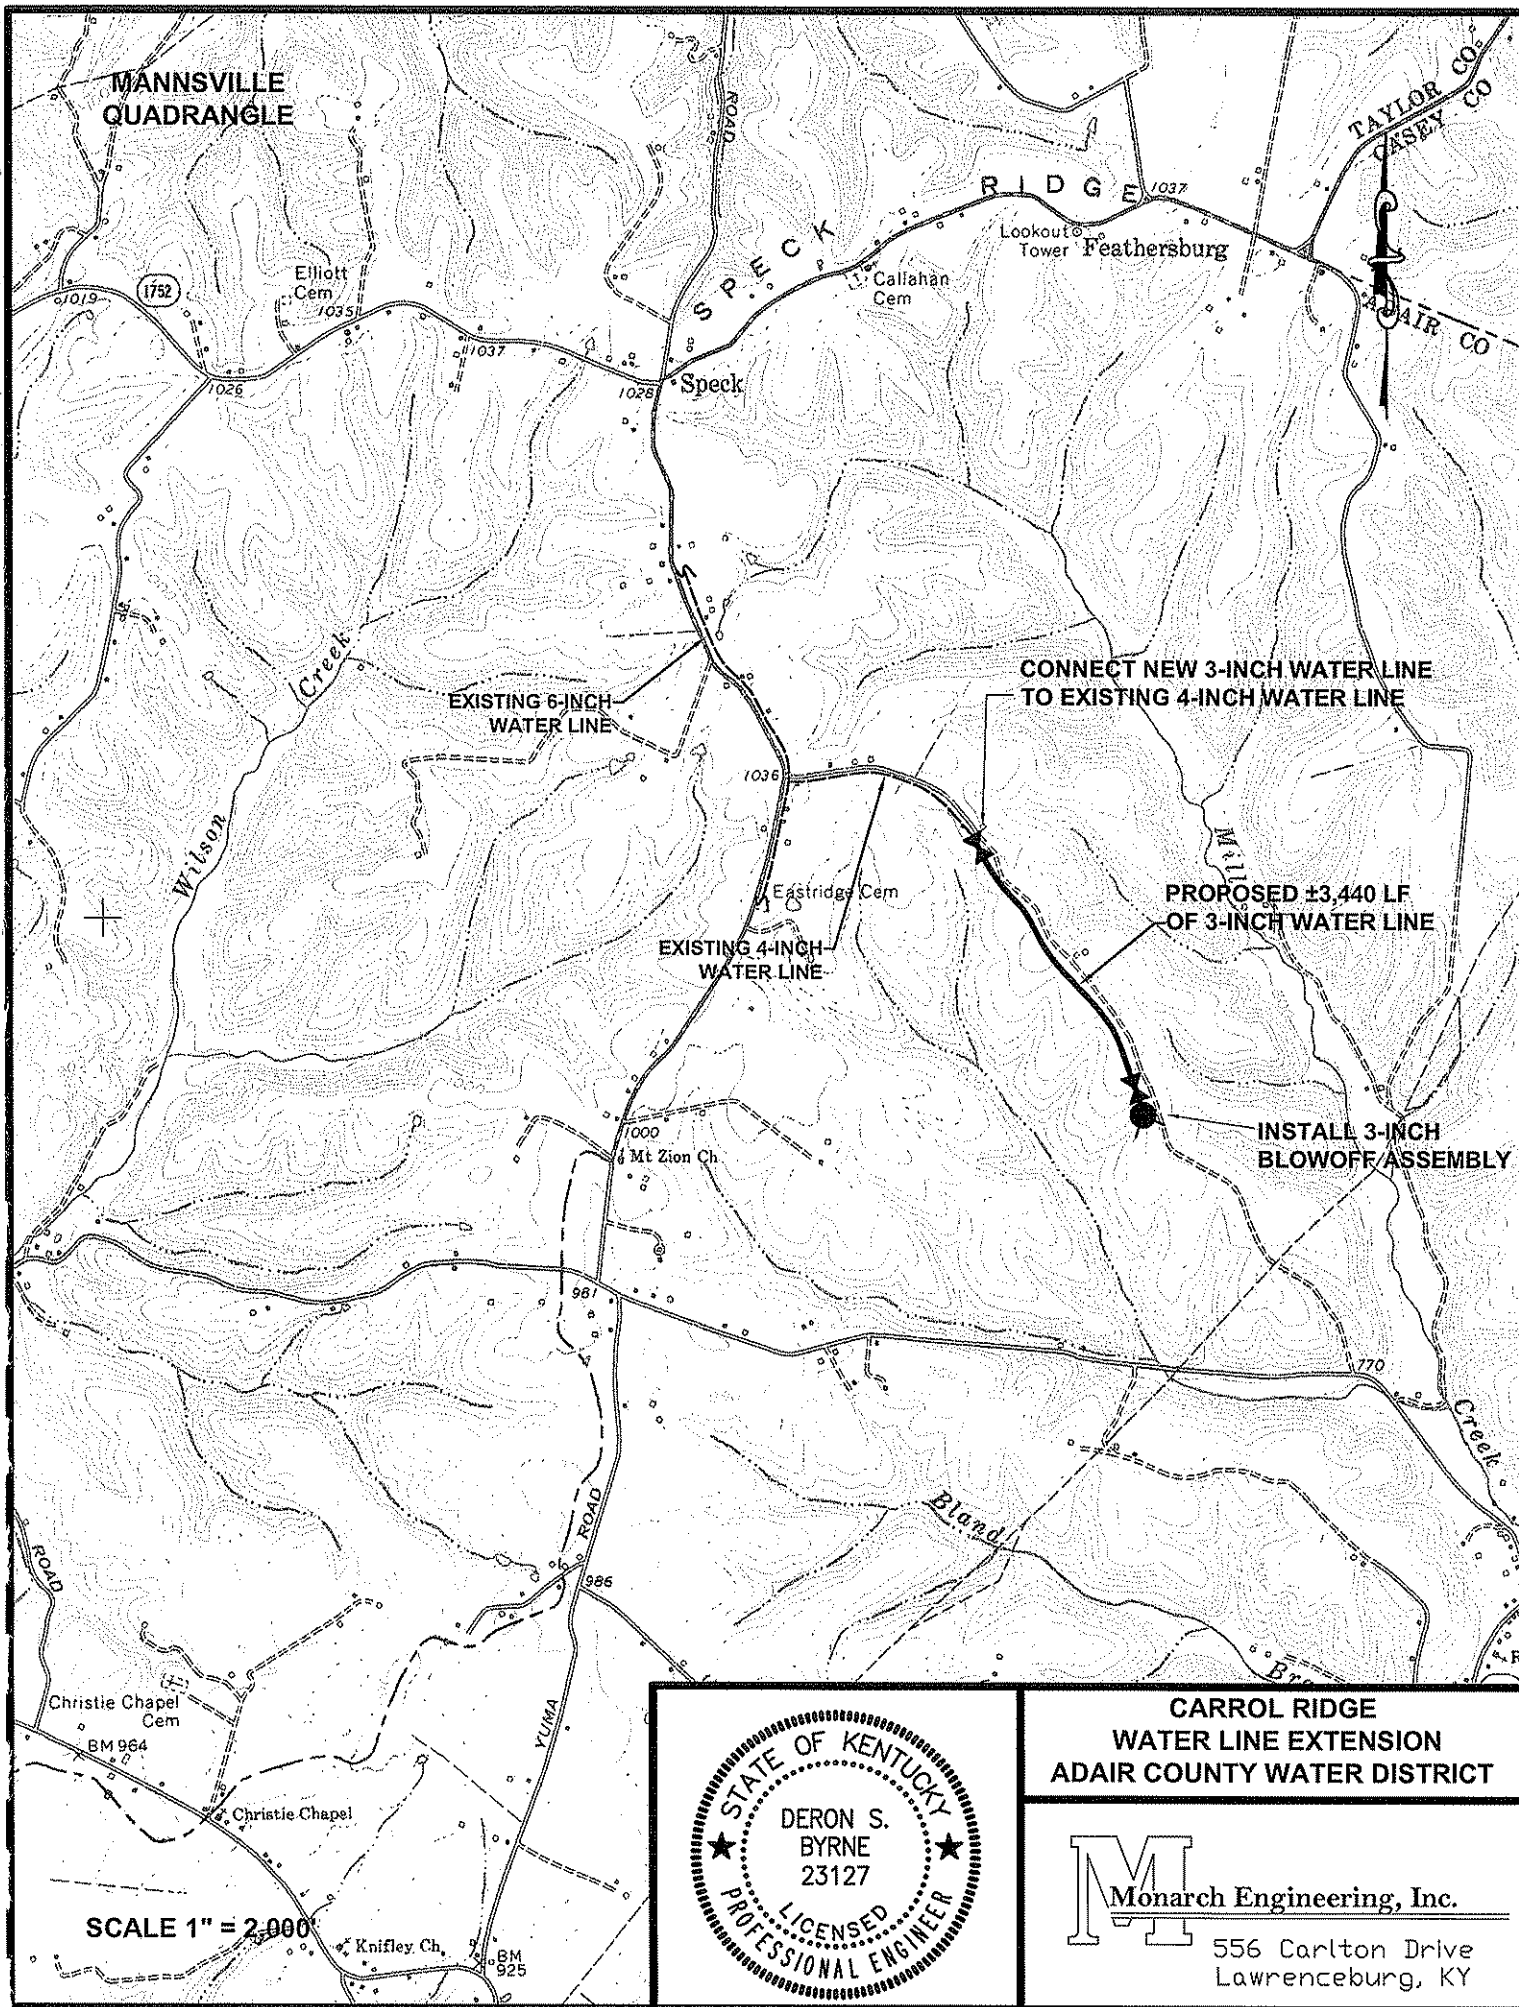 MANNSVILLE
QUADRANGLE
ROAD
TAYLOR CO
CASEY CO
SPECK RIDGE
1037
Lookout
Tower
Feathersburg
Elliott
Cem
1752
1019
1035
Callahan
Cem
ADAIR CO
1037
1026
1028
Speck
Wilson Creek
EXISTING 6-INCH
WATER LINE
CONNECT NEW 3-INCH WATER LINE
TO EXISTING 4-INCH WATER LINE
1036
Mill Creek
Eastridge Cem
PROPOSED ±3,440 LF
OF 3-INCH WATER LINE
EXISTING 4-INCH
WATER LINE
1000
Mt Zion Ch
INSTALL 3-INCH
BLOWOFF ASSEMBLY
981
770
Bland
ROAD
ROAD
986
YUMA
Christie Chapel
Cem
BM 964
Christie Chapel
SCALE 1" = 2,000'
Knifley Ch
BM
925
STATE OF KENTUCKY
DERON S.
BYRNE
23127
LICENSED
PROFESSIONAL ENGINEER
CARROL RIDGE
WATER LINE EXTENSION
ADAIR COUNTY WATER DISTRICT
M
Monarch Engineering, Inc.
556 Carlton Drive
Lawrenceburg, KY